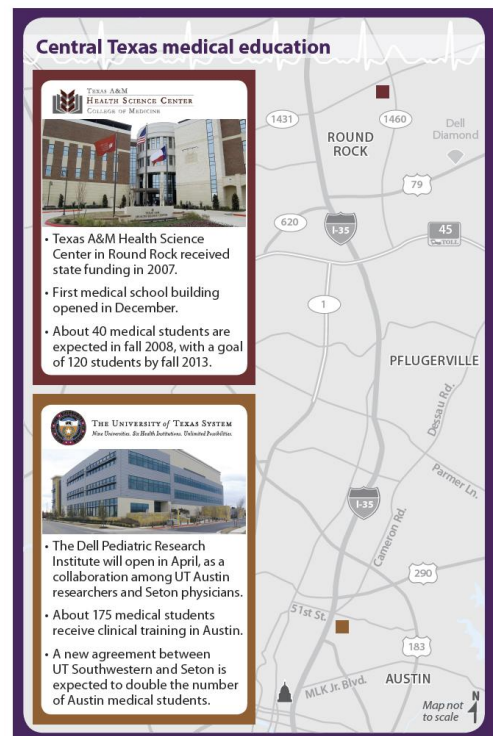 Central Texas medical education
TEXAS A&M
HEALTH SCIENCE CENTER
COLLEGE OF MEDICINE
• Texas A&M Health Science
Center in Round Rock received
state funding in 2007.
• First medical school building
opened in December.
• About 40 medical students are
expected in fall 2008, with a goal
of 120 students by fall 2013.
THE UNIVERSITY of TEXAS SYSTEM
Nine Universities. Six Health Institutions. Unlimited Possibilities.
• The Dell Pediatric Research
Institute will open in April, as a
collaboration among UT Austin
researchers and Seton physicians.
• About 175 medical students
receive clinical training in Austin.
• A new agreement between
UT Southwestern and Seton is
expected to double the number
of Austin medical students.
1431
1460
ROUND
ROCK
Dell
Diamond
79
620
I-35
45
TOLL
1
PFLUGERVILLE
Dessau Rd.
Parmer Ln.
I-35
Cameron Rd.
290
51st St.
183
MLK Jr. Blvd.
AUSTIN
N
Map not
to scale